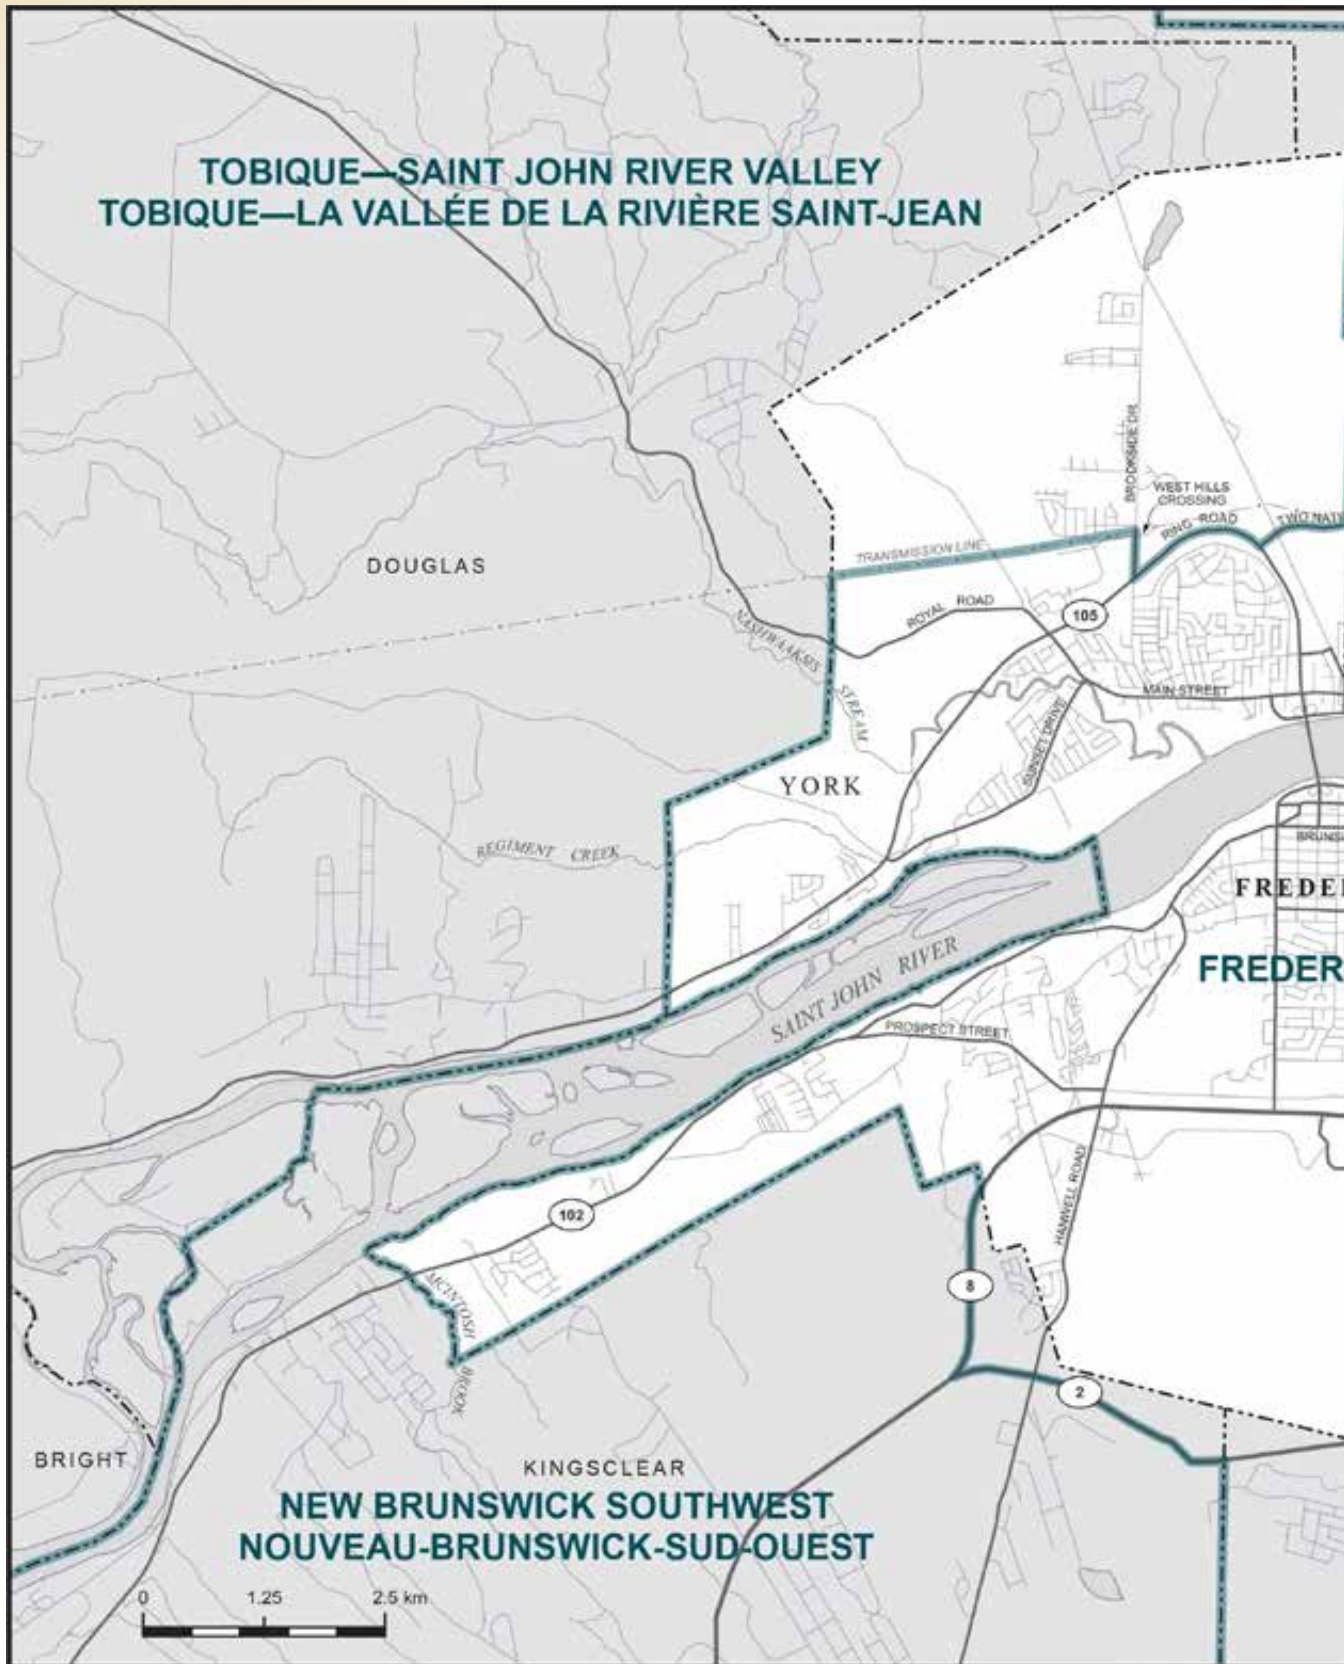 TOBIQUE—SAINT JOHN RIVER VALLEY
TOBIQUE—LA VALLÉE DE LA RIVIÈRE SAINT-JEAN
BROOKSIDE DR
WEST HILLS
CROSSING
RING ROAD
TWO NATI
TRANSMISSION LINE
DOUGLAS
ROYAL ROAD
105
NASHWAAKSIS
STREAM
MAIN STREET
SUNSET DRIVE
YORK
REGIMENT CREEK
BRUNS
FREDE
SAINT JOHN RIVER
FREDER
PROSPECT STREET
HANWELL ROAD
102
MCINTOSH
BROOK
8
2
BRIGHT
KINGSCLEAR
NEW BRUNSWICK SOUTHWEST
NOUVEAU-BRUNSWICK-SUD-OUEST
0 1.25 2.5 km